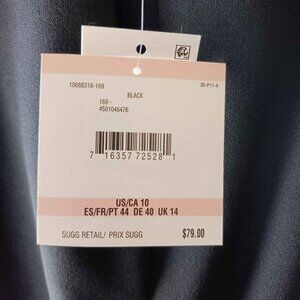 10688318-169 30-P11-4
BLACK
169 -
4501046476
7 16357 72528 1
US/CA 10
ES/FR/PT 44 DE 40 UK 14
SUGG RETAIL/ PRIX SUGG $79.00